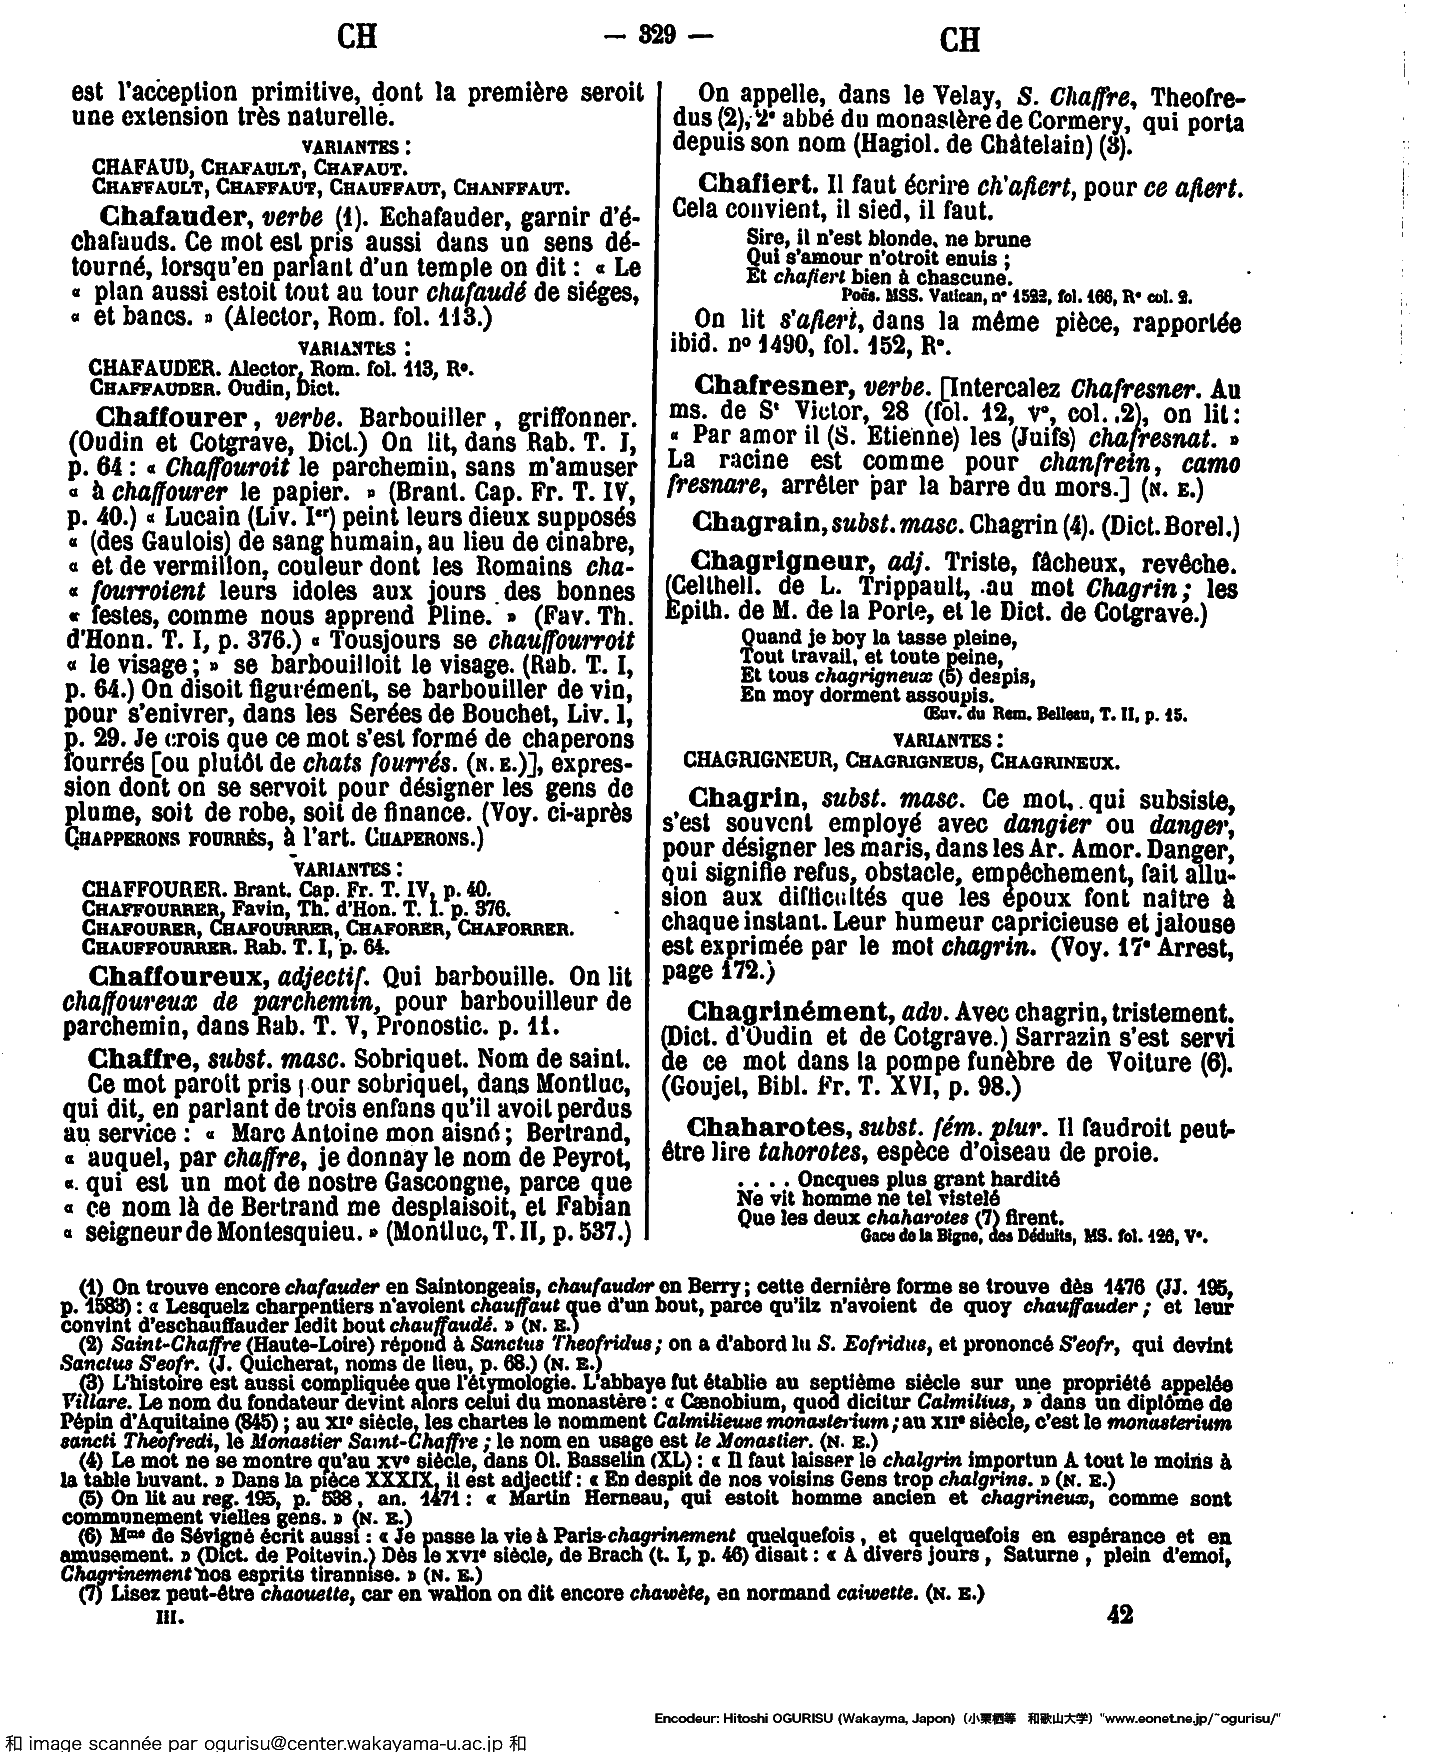 CH
— 329 —
CH
est l'acception primitive, dont la première seroit
une extension très naturelle.
VARIANTES :
CHAFAUD, CHAFAULT, CHAFAUT.
CHAFFAULT, CHAFFAUT, CHAUFFAUT, CHANFFAUT.
Chafauder, verbe (1). Echafauder, garnir d'é-
chafauds. Ce mot est pris aussi dans un sens dé-
tourné, lorsqu'en parlant d'un temple on dit : « Le
« plan aussi estoit tout au tour chafaudé de siéges,
« et bancs. » (Alector, Rom. fol. 113.)
VARIANTES :
CHAFAUDER. Alector, Rom. fol. 113, R°.
CHAFFAUDER. Oudin, Dict.
Chaffourer, verbe. Barbouiller, griffonner.
(Oudin et Cotgrave, Dict.) On lit, dans Rab. T. I,
p. 64 : « Chaffouroit le parchemin, sans m'amuser
« à chaffourer le papier. » (Brant. Cap. Fr. T. IV,
p. 40.) « Lucain (Liv. Ier) peint leurs dieux supposés
« (des Gaulois) de sang humain, au lieu de cinabre,
« et de vermillon, couleur dont les Romains cha-
« fourroient leurs idoles aux jours des bonnes
« festes, comme nous apprend Pline. » (Fav. Th.
d'Honn. T. I, p. 376.) « Tousjours se chauffourroit
« le visage ; » se barbouilloit le visage. (Rab. T. I,
p. 64.) On disoit figurément, se barbouiller de vin,
pour s'enivrer, dans les Serées de Bouchet, Liv. I,
p. 29. Je crois que ce mot s'est formé de chaperons
fourrés [ou plutôt de chats fourrés. (N. E.)], expres-
sion dont on se servoit pour désigner les gens de
plume, soit de robe, soit de finance. (Voy. ci-après
CHAPPERONS FOURRÉS, à l'art. CHAPERONS.)
VARIANTES :
CHAFFOURER. Brant. Cap. Fr. T. IV, p. 40.
CHAFFOURRER, Favin, Th. d'Hon. T. I. p. 376.
CHAFOURER, CHAFOURRER, CHAFORER, CHAFORRER.
CHAUFFOURRER. Rab. T. I, p. 64.
Chaffoureux, adjectif. Qui barbouille. On lit
chaffoureux de parchemin, pour barbouilleur de
parchemin, dans Rab. T. V, Pronostic. p. 11.
Chaffre, subst. masc. Sobriquet. Nom de saint.
Ce mot paroit pris pour sobriquet, dans Montluc,
qui dit, en parlant de trois enfans qu'il avoit perdus
au service : « Marc Antoine mon aisné ; Bertrand,
« auquel, par chaffre, je donnay le nom de Peyrot,
« qui est un mot de nostre Gascongne, parce que
« ce nom là de Bertrand me desplaisoit, et Fabian
« seigneur de Montesquieu. » (Montluc, T. II, p. 537.)
On appelle, dans le Velay, S. Chaffre, Theofre-
dus (2), 2e abbé du monastère de Cormery, qui porta
depuis son nom (Hagiol. de Châtelain) (3).
Chafiert. Il faut écrire ch'afiert, pour ce afiert.
Cela convient, il sied, il faut.
Sire, il n'est blonde, ne brune
Qui s'amour n'otroit enuis ;
Et chafiert bien à chascune.
Poës. MSS. Vatican, n° 1522, fol. 166, R° col. 2.
On lit s'afiert, dans la même pièce, rapportée
ibid. n° 1490, fol. 152, R°.
Chafresner, verbe. [Intercalez Chafresner. Au
ms. de St Victor, 28 (fol. 12, v°, col. 2), on lit :
« Par amor il (S. Etienne) les (Juifs) chafresnat. »
La racine est comme pour chanfrein, camo
fresnare, arrêter par la barre du mors.] (N. E.)
Chagrain, subst. masc. Chagrin (4). (Dict. Borel.)
Chagrigneur, adj. Triste, fâcheux, revêche.
(Celthell. de L. Trippault, au mot Chagrin ; les
Epith. de M. de la Porte, et le Dict. de Cotgrave.)
Quand je boy la tasse pleine,
Tout travail, et toute peine,
Et tous chagrigneux (5) despis,
En moy dorment assoupis.
Œuv. du Rem. Belleau, T. II, p. 15.
VARIANTES :
CHAGRIGNEUR, CHAGRIGNEUS, CHAGRINEUX.
Chagrin, subst. masc. Ce mot, qui subsiste,
s'est souvent employé avec dangier ou danger,
pour désigner les maris, dans les Ar. Amor. Danger,
qui signifie refus, obstacle, empêchement, fait allu-
sion aux difficultés que les époux font naitre à
chaque instant. Leur humeur capricieuse et jalouse
est exprimée par le mot chagrin. (Voy. 17e Arrest,
page 172.)
Chagrinément, adv. Avec chagrin, tristement.
(Dict. d'Oudin et de Cotgrave.) Sarrazin s'est servi
de ce mot dans la pompe funèbre de Voiture (6).
(Goujet, Bibl. Fr. T. XVI, p. 98.)
Chaharotes, subst. fém. plur. Il faudroit peut-
être lire tahorotes, espèce d'oiseau de proie.
. . . . Oncques plus grant hardité
Ne vit homme ne tel vistelé
Que les deux chaharotes (7) firent.
Gace de la Bigne, des Déduits, MS. fol. 126, V°.
(1) On trouve encore chafauder en Saintongeais, chaufauder en Berry ; cette dernière forme se trouve dès 1476 (JJ. 195,
p. 1583) : « Lesquelz charpentiers n'avoient chauffaut que d'un bout, parce qu'ilz n'avoient de quoy chauffauder ; et leur
convint d'eschauffauder ledit bout chauffaudé. » (N. E.)
(2) Saint-Chaffre (Haute-Loire) répond à Sanctus Theofridus ; on a d'abord lu S. Eofridus, et prononcé S'eofr, qui devint
Sanctus S'eofr. (J. Quicherat, noms de lieu, p. 68.) (N. E.)
(3) L'histoire est aussi compliquée que l'étymologie. L'abbaye fut établie au septième siècle sur une propriété appelée
Villare. Le nom du fondateur devint alors celui du monastère : « Cænobium, quod dicitur Calmilius, » dans un diplôme de
Pépin d'Aquitaine (845) ; au XIe siècle, les chartes le nomment Calmilieuse monasterium ; au XIIe siècle, c'est le monasterium
sancti Theofredi, le Monastier Saint-Chaffre ; le nom en usage est le Monastier. (N. E.)
(4) Le mot ne se montre qu'au XVe siècle, dans Ol. Basselin (XL) : « Il faut laisser le chalgrin importun A tout le moins à
la table buvant. » Dans la pièce XXXIX, il est adjectif : « En despit de nos voisins Gens trop chalgrins. » (N. E.)
(5) On lit au reg. 195, p. 538, an. 1471 : « Martin Herneau, qui estoit homme ancien et chagrineux, comme sont
communement vielles gens. » (N. E.)
(6) Mme de Sévigné écrit aussi : « Je passe la vie à Paris chagrinement quelquefois, et quelquefois en espérance et en
amusement. » (Dict. de Poitevin.) Dès le XVIe siècle, de Brach (t. I, p. 46) disait : « A divers jours, Saturne, plein d'emoi,
Chagrinement nos esprits tirannise. » (N. E.)
(7) Lisez peut-être chaouette, car en wallon on dit encore chawète, en normand caiwette. (N. E.)
III.
42
Encodeur: Hitoshi OGURISU (Wakayma, Japon) (小栗栖等 和歌山大学) "www.eonet.ne.jp/~ogurisu/"
和 image scannée par ogurisu@center.wakayama-u.ac.jp 和